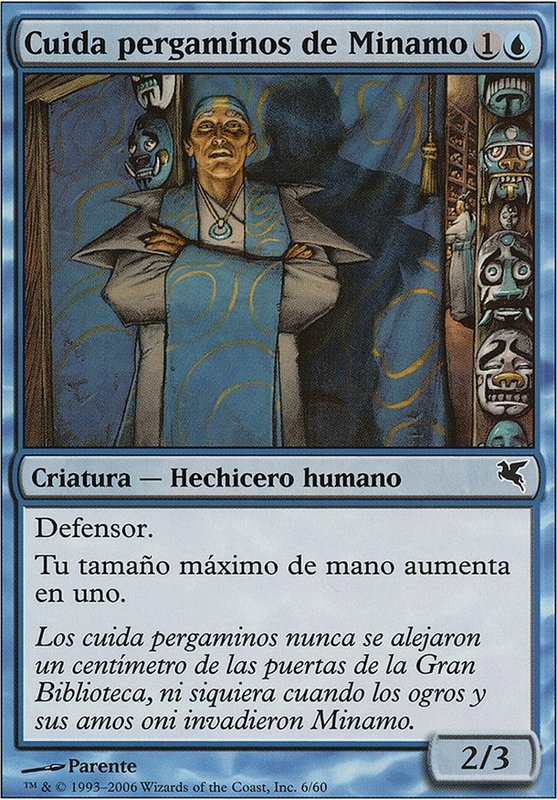 Cuida pergaminos de Minamo 1
Criatura — Hechicero humano
Defensor.
Tu tamaño máximo de mano aumenta
en uno.
Los cuida pergaminos nunca se alejaron
un centímetro de las puertas de la Gran
Biblioteca, ni siquiera cuando los ogros y
sus amos oni invadieron Minamo.
Parente
2/3
™ & © 1993–2006 Wizards of the Coast, Inc. 6/60